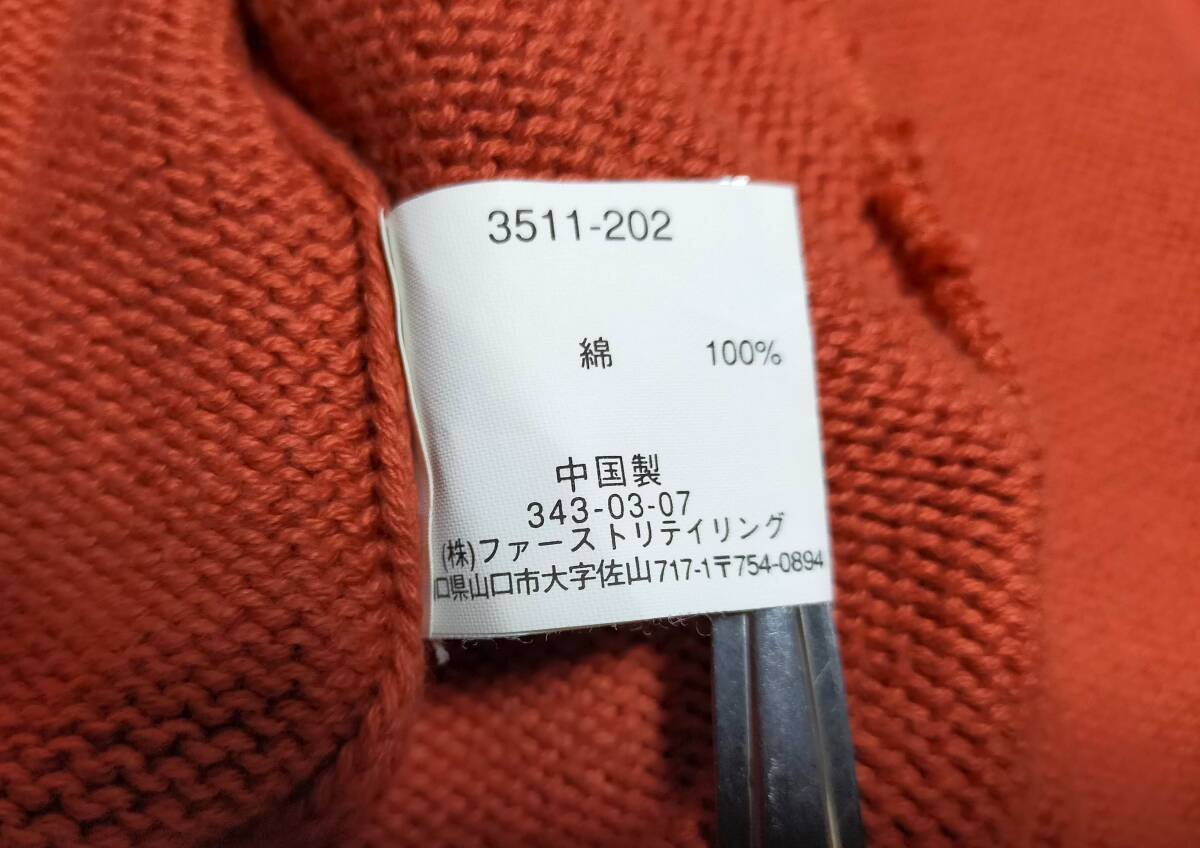 3511-202
綿 100%
中国製
343-03-07
(株)ファーストリテイリング
口県山口市大字佐山717-1〒754-0894